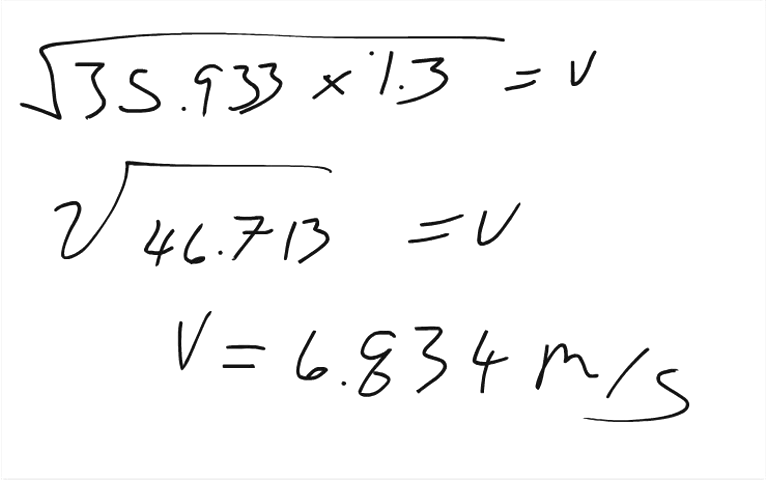 √35.933 × 1.3 = v
√46.713 = v
V = 6.834 m/s